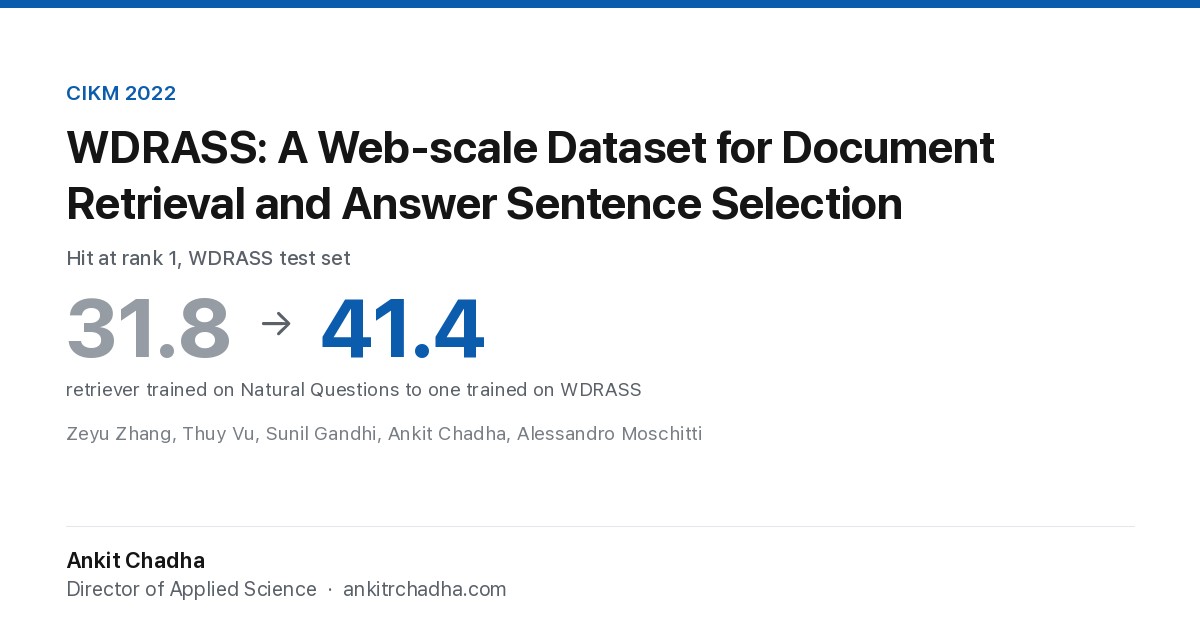 CIKM 2022
WDRASS: A Web-scale Dataset for Document
Retrieval and Answer Sentence Selection
Hit at rank 1, WDRASS test set
31.8 → 41.4
retriever trained on Natural Questions to one trained on WDRASS
Zeyu Zhang, Thuy Vu, Sunil Gandhi, Ankit Chadha, Alessandro Moschitti
Ankit Chadha
Director of Applied Science · ankitrchadha.com